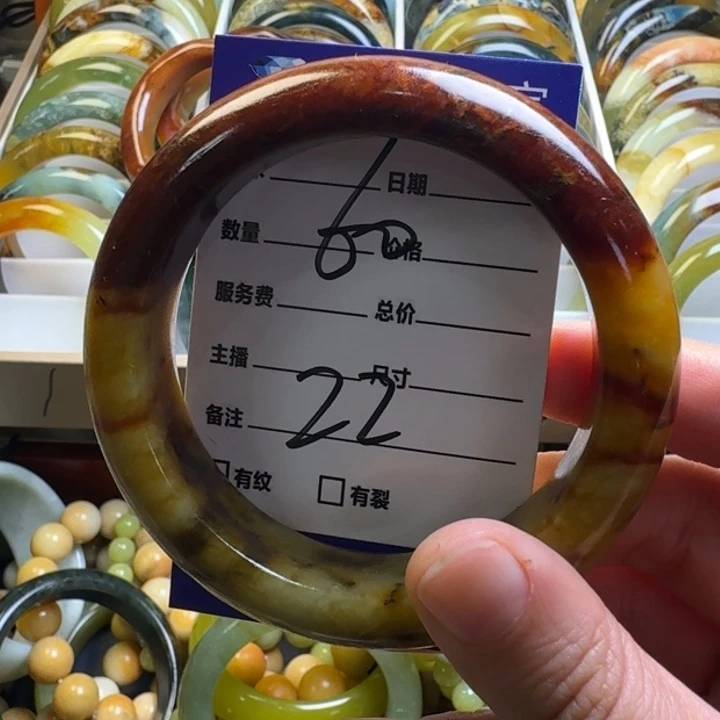 日期
数量 60 价格
服务费 总价
主播 尺寸
22
备注
有纹 有裂